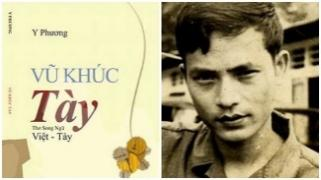 Y Phương
VŨ KHÚC
Tày
Thơ Song Ngữ
Việt - Tày